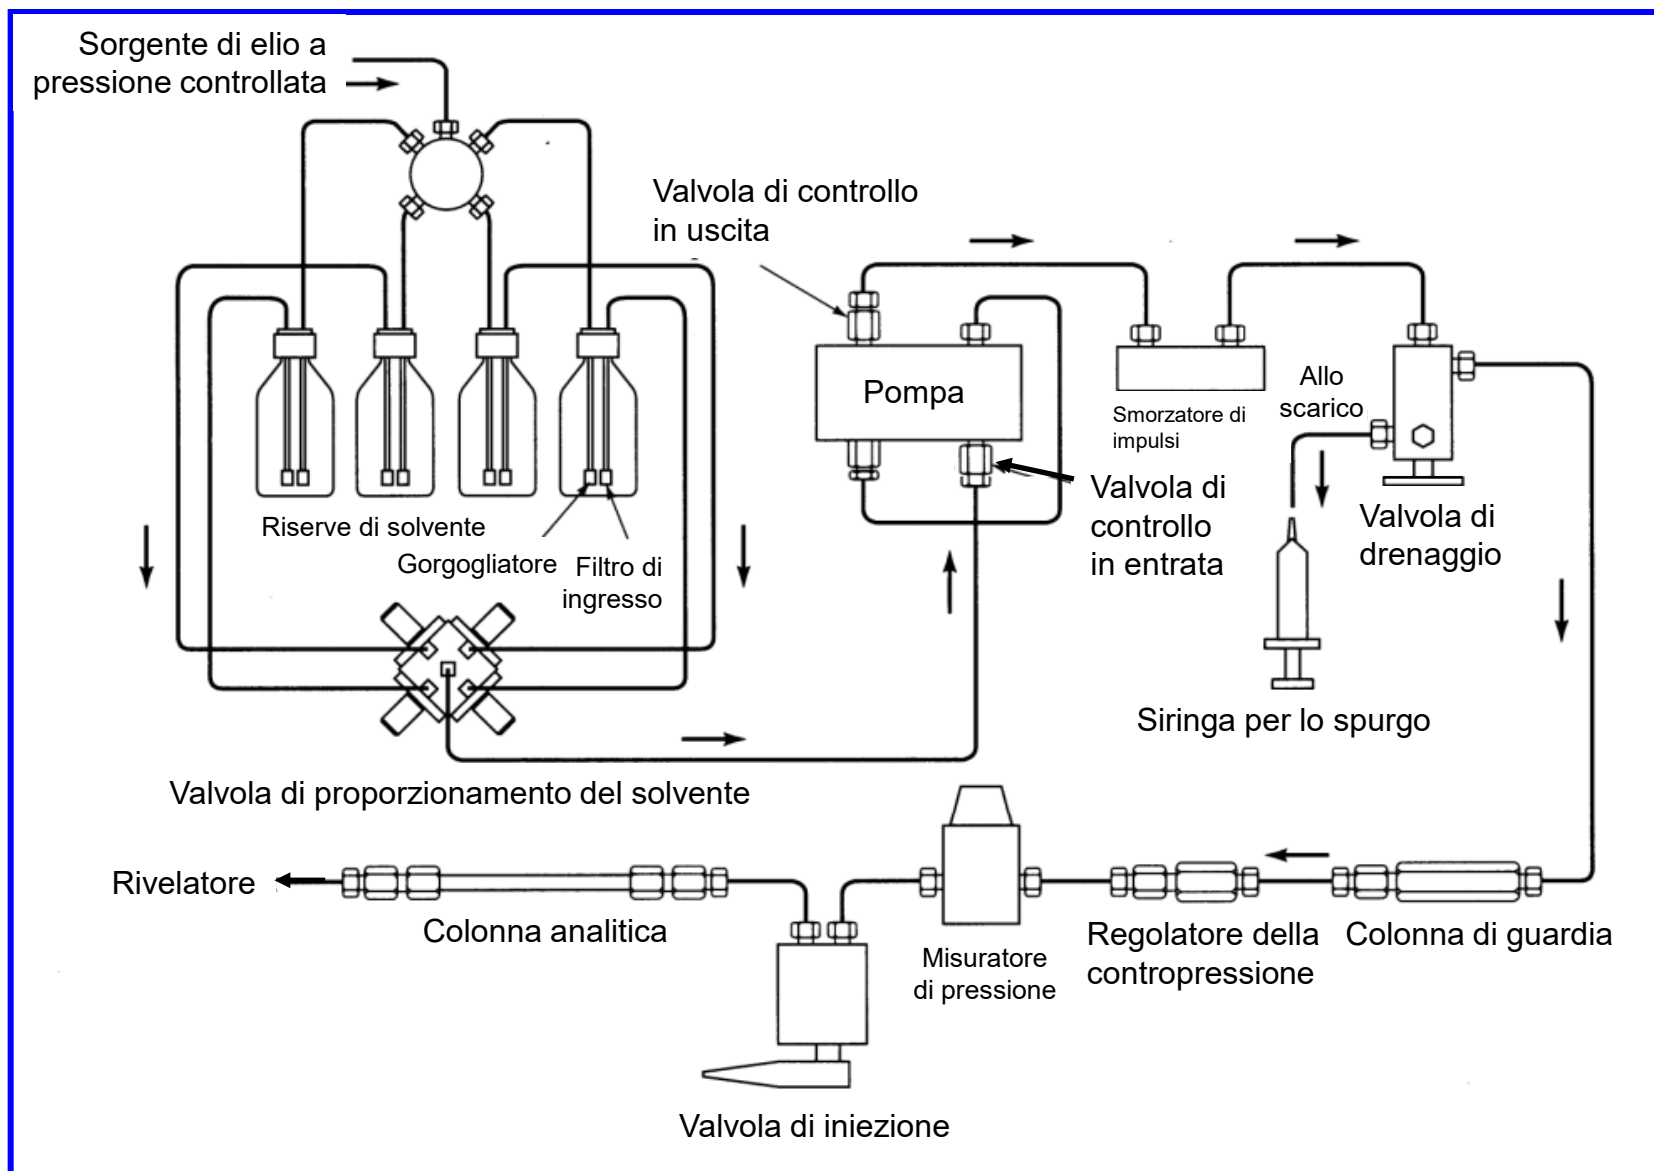 Sorgente di elio a
pressione controllata
Valvola di controllo
in uscita
Pompa
Smorzatore di
impulsi
Allo
scarico
Valvola di
controllo
in entrata
Valvola di
drenaggio
Riserve di solvente
Gorgogliatore
Filtro di
ingresso
Siringa per lo spurgo
Valvola di proporzionamento del solvente
Rivelatore
Colonna analitica
Misuratore
di pressione
Regolatore della
contropressione
Colonna di guardia
Valvola di iniezione